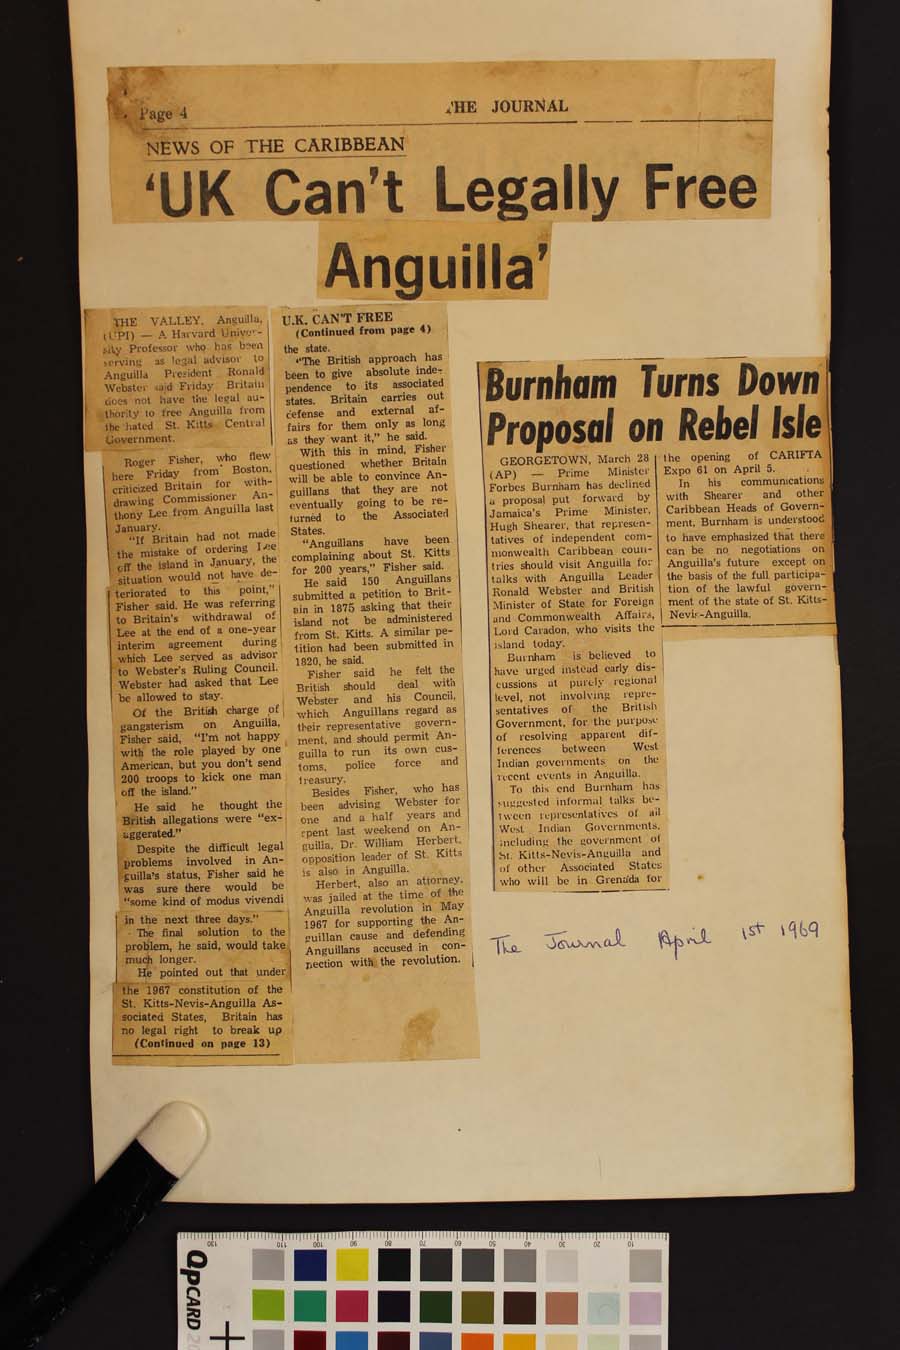 Page 4
THE JOURNAL
NEWS OF THE CARIBBEAN
'UK Can't Legally Free
Anguilla'
THE VALLEY, Anguilla,
(UPI) — A Harvard Univer-
sity Professor who has been
serving as legal advisor to
Anguilla President Ronald
Webster said Friday Britain
does not have the legal au-
thority to free Anguilla from
the hated St. Kitts Central
Government.
Roger Fisher, who flew
here Friday from Boston,
criticized Britain for with-
drawing Commissioner An-
thony Lee from Anguilla last
January.
"If Britain had not made
the mistake of ordering Lee
off the island in January, the
situation would not have de-
teriorated to this point,"
Fisher said. He was referring
to Britain's withdrawal of
Lee at the end of a one-year
interim agreement during
which Lee served as advisor
to Webster's Ruling Council.
Webster had asked that Lee
be allowed to stay.
Of the British charge of
gangsterism on Anguilla,
Fisher said, "I'm not happy
with the role played by one
American, but you don't send
200 troops to kick one man
off the island."
He said he thought the
British allegations were "ex-
aggerated."
Despite the difficult legal
problems involved in An-
guilla's status, Fisher said he
was sure there would be
"some kind of modus vivendi
in the next three days."
The final solution to the
problem, he said, would take
much longer.
He pointed out that under
the 1967 constitution of the
St. Kitts-Nevis-Anguilla As-
sociated States, Britain has
no legal right to break up
(Continued on page 13)
U.K. CAN'T FREE
(Continued from page 4)
the state.
"The British approach has
been to give absolute inde-
pendence to its associated
states. Britain carries out
defense and external af-
fairs for them only as long
as they want it," he said.
With this in mind, Fisher
questioned whether Britain
will be able to convince An-
guillans that they are not
eventually going to be re-
turned to the Associated
States.
"Anguillans have been
complaining about St. Kitts
for 200 years," Fisher said.
He said 150 Anguillans
submitted a petition to Brit-
ain in 1875 asking that their
island not be administered
from St. Kitts. A similar pe-
tition had been submitted in
1820, he said.
Fisher said he felt the
British should deal with
Webster and his Council,
which Anguillans regard as
their representative govern-
ment, and should permit An-
guilla to run its own cus-
toms, police force and
treasury.
Besides Fisher, who has
been advising Webster for
one and a half years and
spent last weekend on An-
guilla, Dr. William Herbert,
opposition leader of St. Kitts
is also in Anguilla.
Herbert, also an attorney,
was jailed at the time of the
Anguilla revolution in May
1967 for supporting the An-
guillan cause and defending
Anguillans accused in con-
nection with the revolution.
Burnham Turns Down
Proposal on Rebel Isle
GEORGETOWN, March 28
(AP) — Prime Minister
Forbes Burnham has declined
a proposal put forward by
Jamaica's Prime Minister,
Hugh Shearer, that represen-
tatives of independent com-
monwealth Caribbean coun-
tries should visit Anguilla for
talks with Anguilla Leader
Ronald Webster and British
Minister of State for Foreign
and Commonwealth Affairs,
Lord Caradon, who visits the
island today.
Burnham is believed to
have urged instead early dis-
cussions at purely regional
level, not involving repre-
sentatives of the British
Government, for the purpose
of resolving apparent dif-
ferences between West
Indian governments on the
recent events in Anguilla.
To this end Burnham has
suggested informal talks be-
tween representatives of all
West Indian Governments,
including the government of
St. Kitts-Nevis-Anguilla and
of other Associated States
who will be in Grenada for
the opening of CARIFTA
Expo 61 on April 5.
In his communications
with Shearer and other
Caribbean Heads of Govern-
ment, Burnham is understood
to have emphasized that there
can be no negotiations on
Anguilla's future except on
the basis of the full participa-
tion of the lawful govern-
ment of the state of St. Kitts-
Nevis-Anguilla.
The Journal April 1st 1969
130 110 100 90 80 70 60 50 40 30 20 10
QPCARD 20